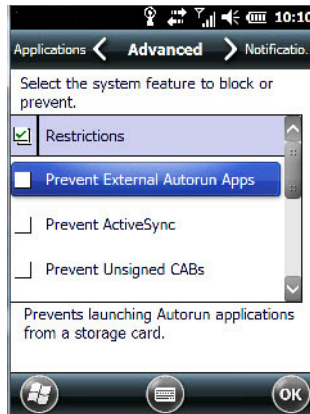 10:10
Applications Advanced Notificatio.
Select the system feature to block or
prevent.
Restrictions
Prevent External Autorun Apps
Prevent ActiveSync
Prevent Unsigned CABs
Prevents launching Autorun applications
from a storage card.
OK